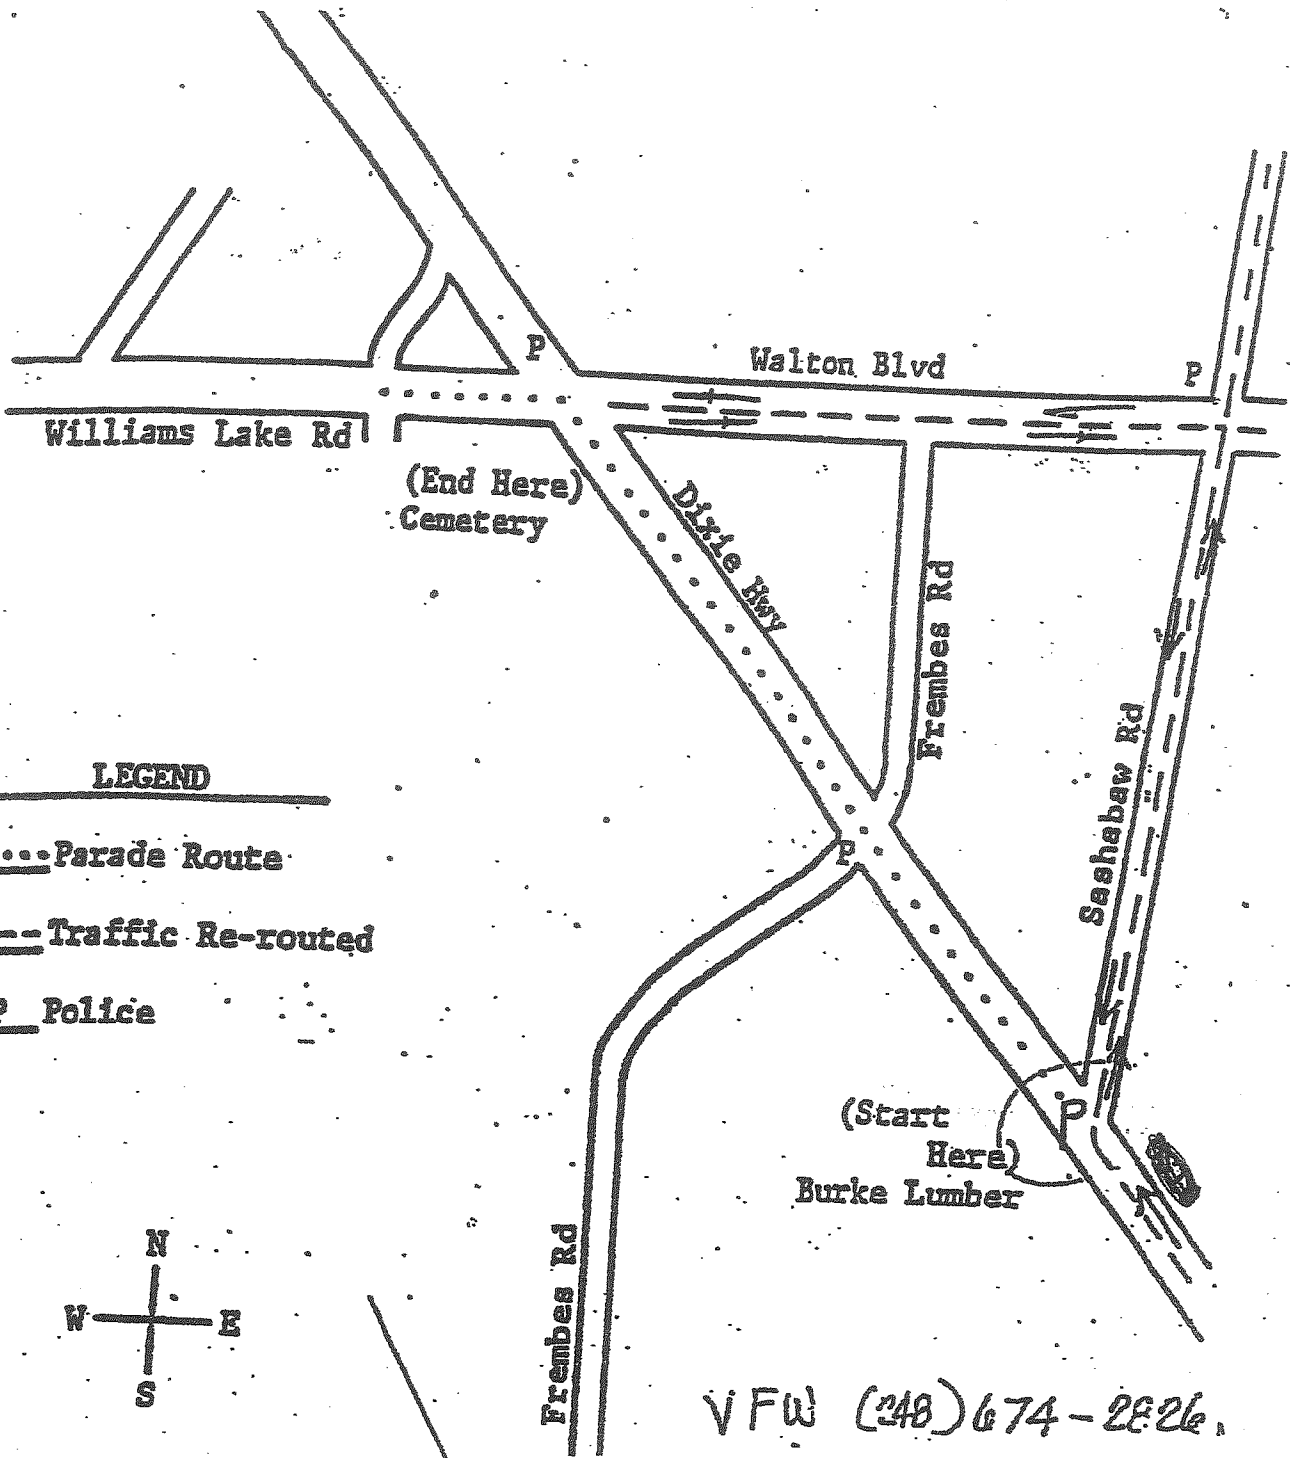 P
Walton Blvd
P
Williams Lake Rd
(End Here)
Cemetery
Dixie Hwy
Frembes Rd
Sashabaw Rd
LEGEND
....Parade Route
--Traffic Re-routed
P Police
P
(Start
Here)
P
Burke Lumber
N
W E
S
Frembes Rd
VFW (248) 674-2826